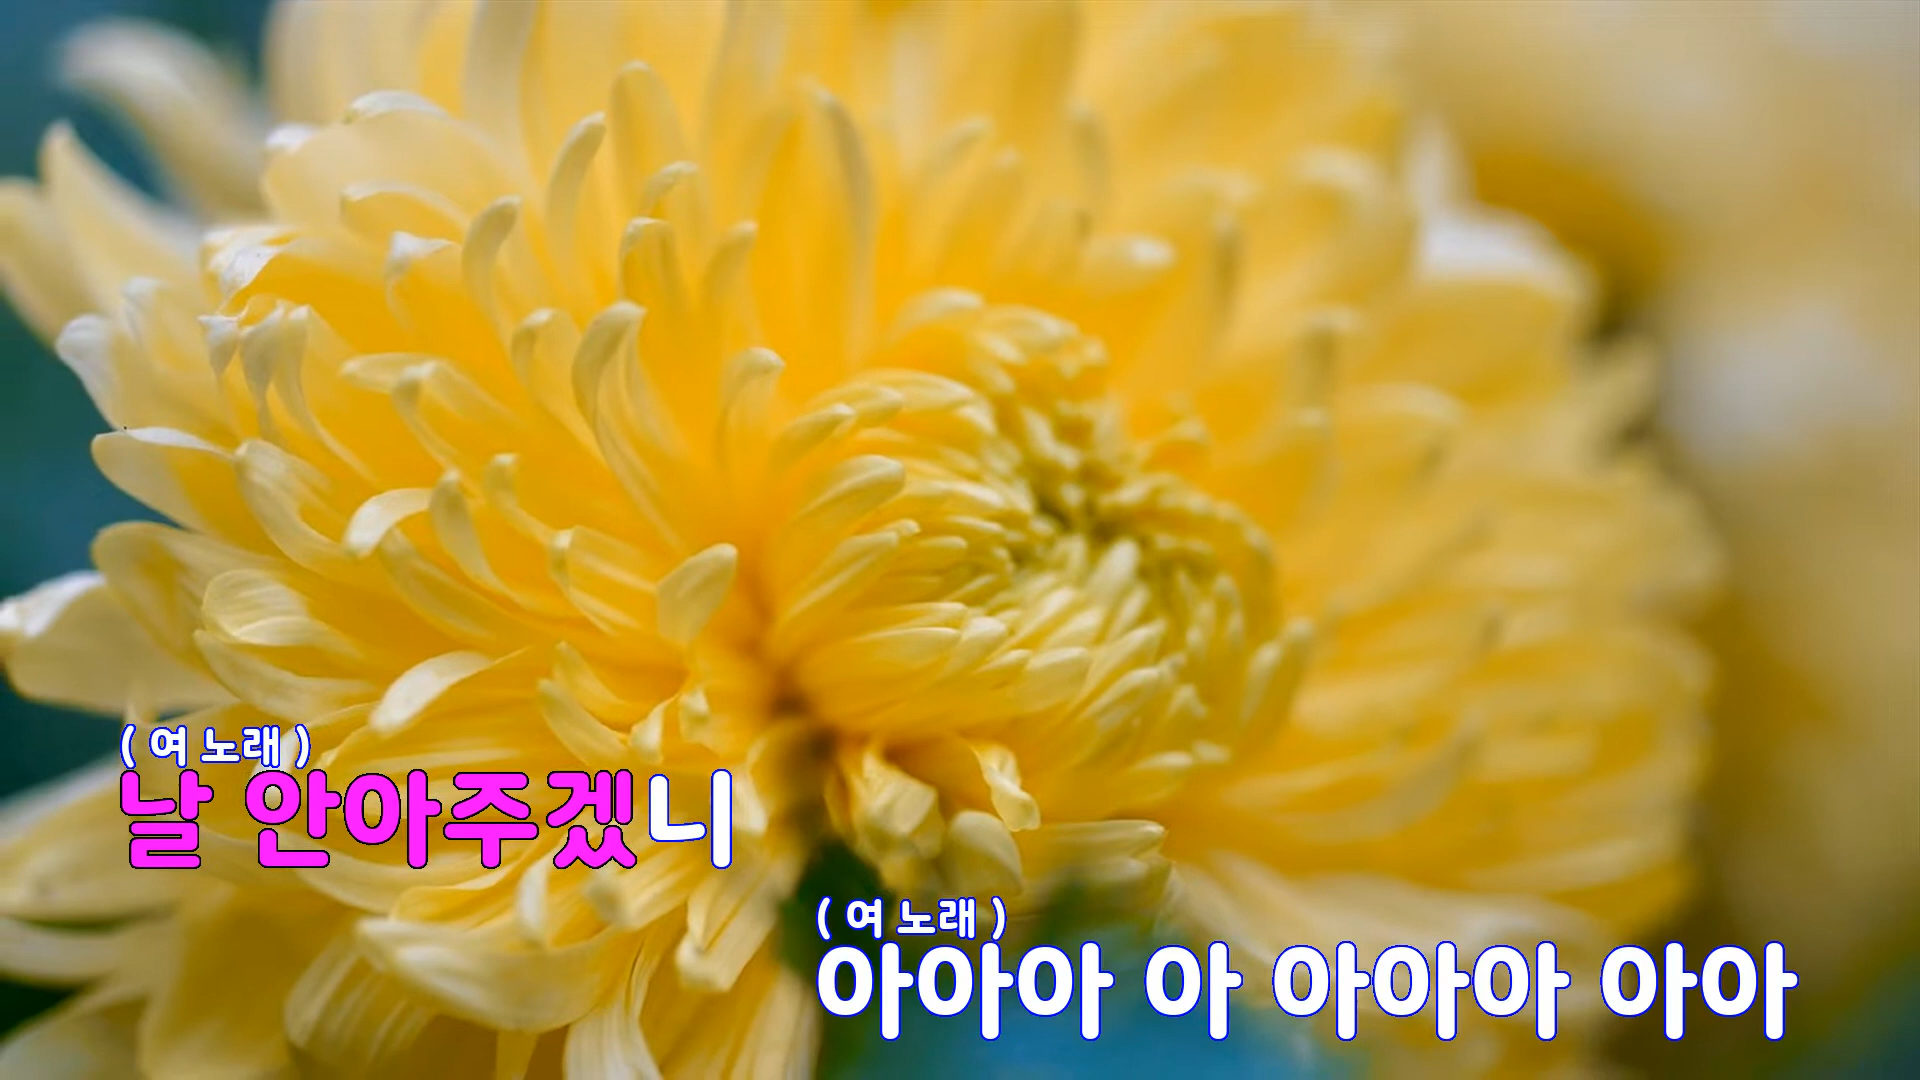 ( 여 노래 )
날 안아주겠니
( 여 노래 )
아아아 아 아아아 아아